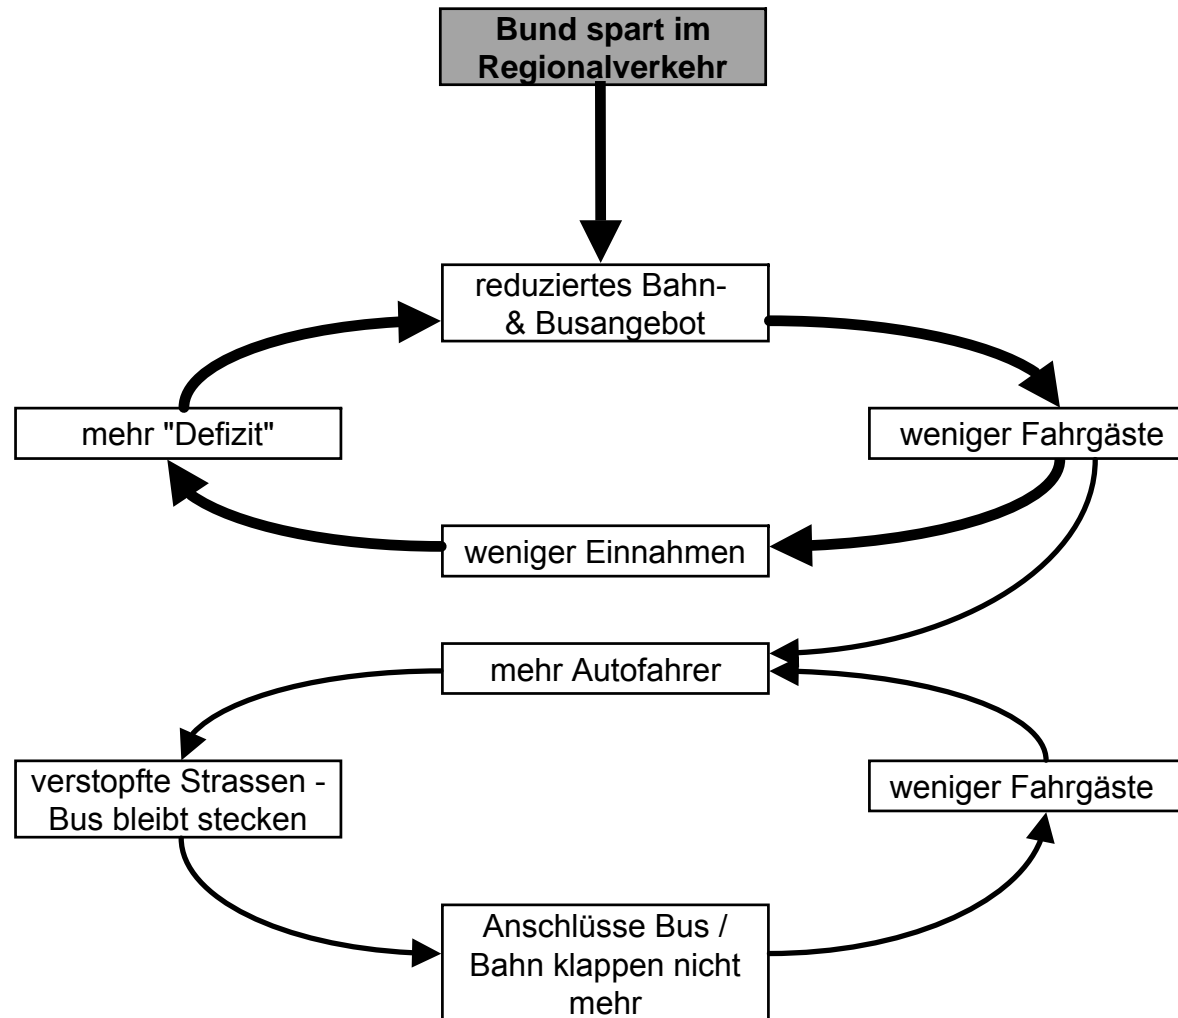 Bund spart im
Regionalverkehr
reduziertes Bahn-
& Busangebot
mehr "Defizit"
weniger Fahrgäste
weniger Einnahmen
mehr Autofahrer
verstopfte Strassen -
Bus bleibt stecken
weniger Fahrgäste
Anschlüsse Bus /
Bahn klappen nicht
mehr